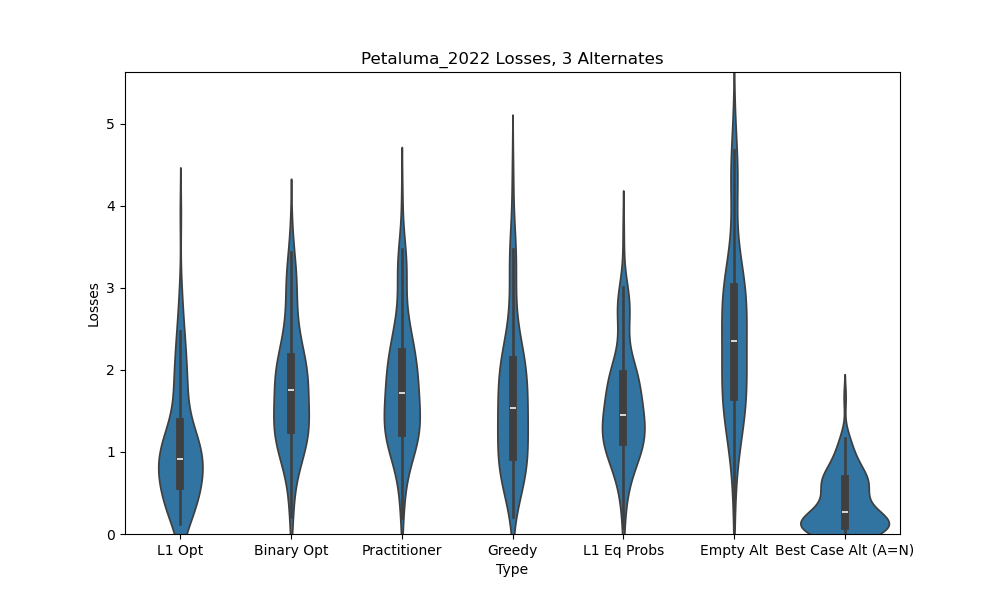 Petaluma_2022 Losses, 3 Alternates
Losses
5
4
3
2
1
0
L1 Opt
Binary Opt
Practitioner
Greedy
L1 Eq Probs
Empty Alt
Best Case Alt (A=N)
Type